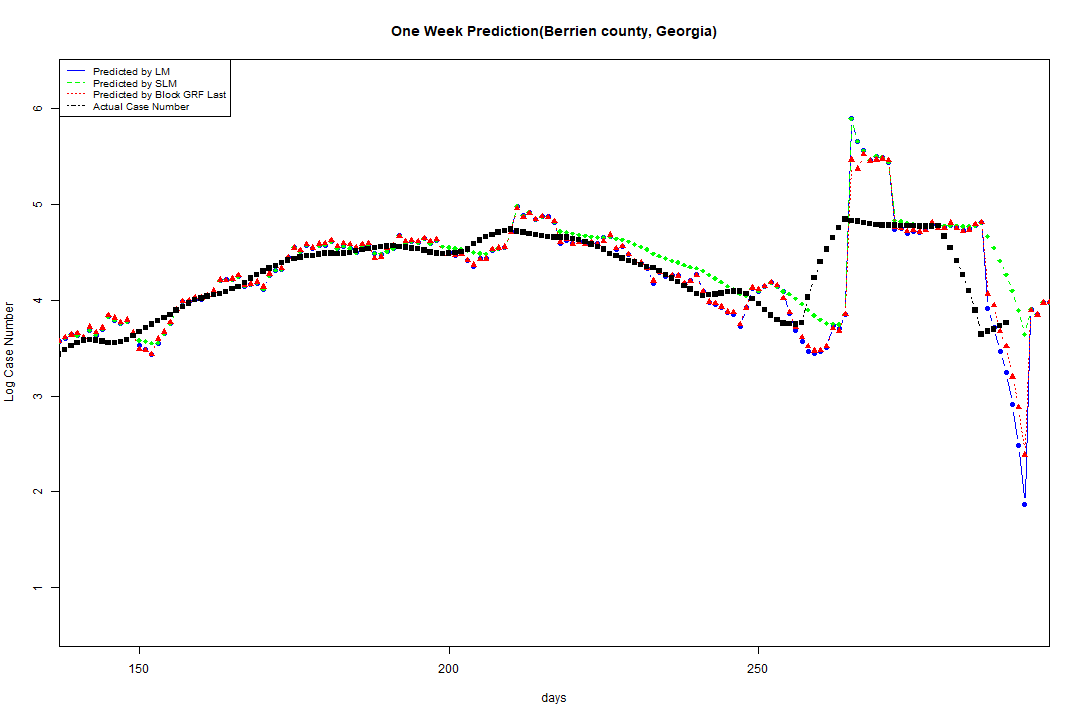 One Week Prediction(Berrien county, Georgia)
Predicted by LM
Predicted by SLM
Predicted by Block GRF Last
Actual Case Number
6
5
4
3
2
1
Log Case Number
150 200 250
days